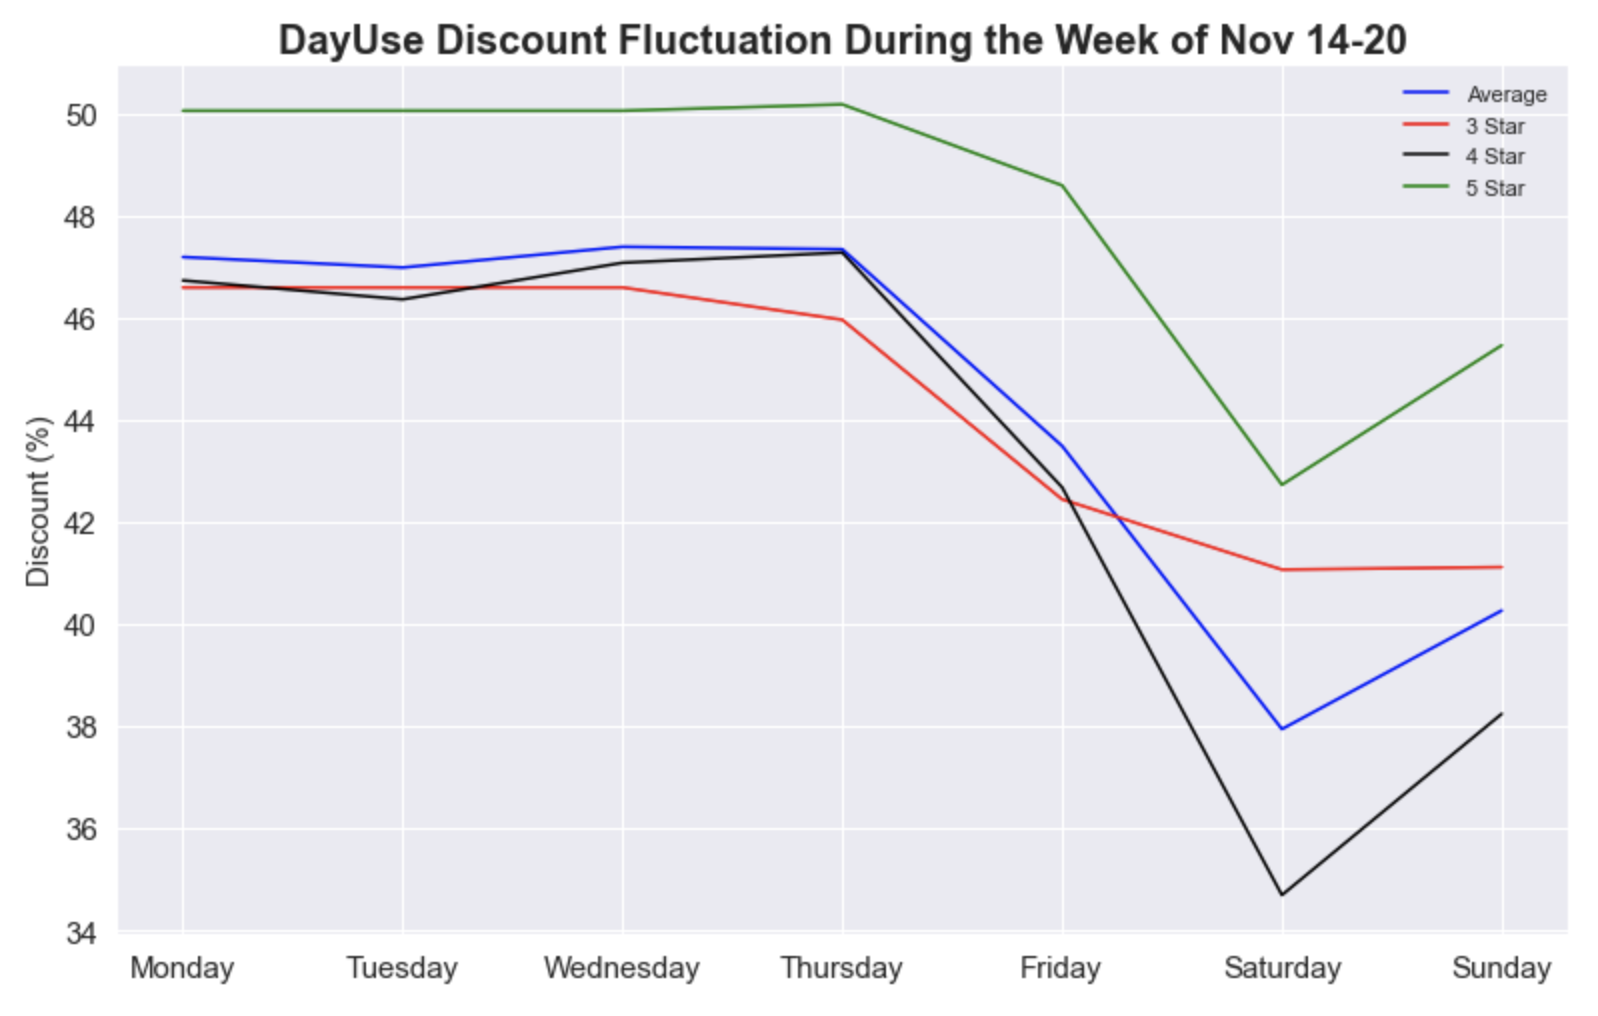 DayUse Discount Fluctuation During the Week of Nov 14-20
Average
3 Star
4 Star
5 Star
Discount (%)
50
48
46
44
42
40
38
36
34
Monday Tuesday Wednesday Thursday Friday Saturday Sunday